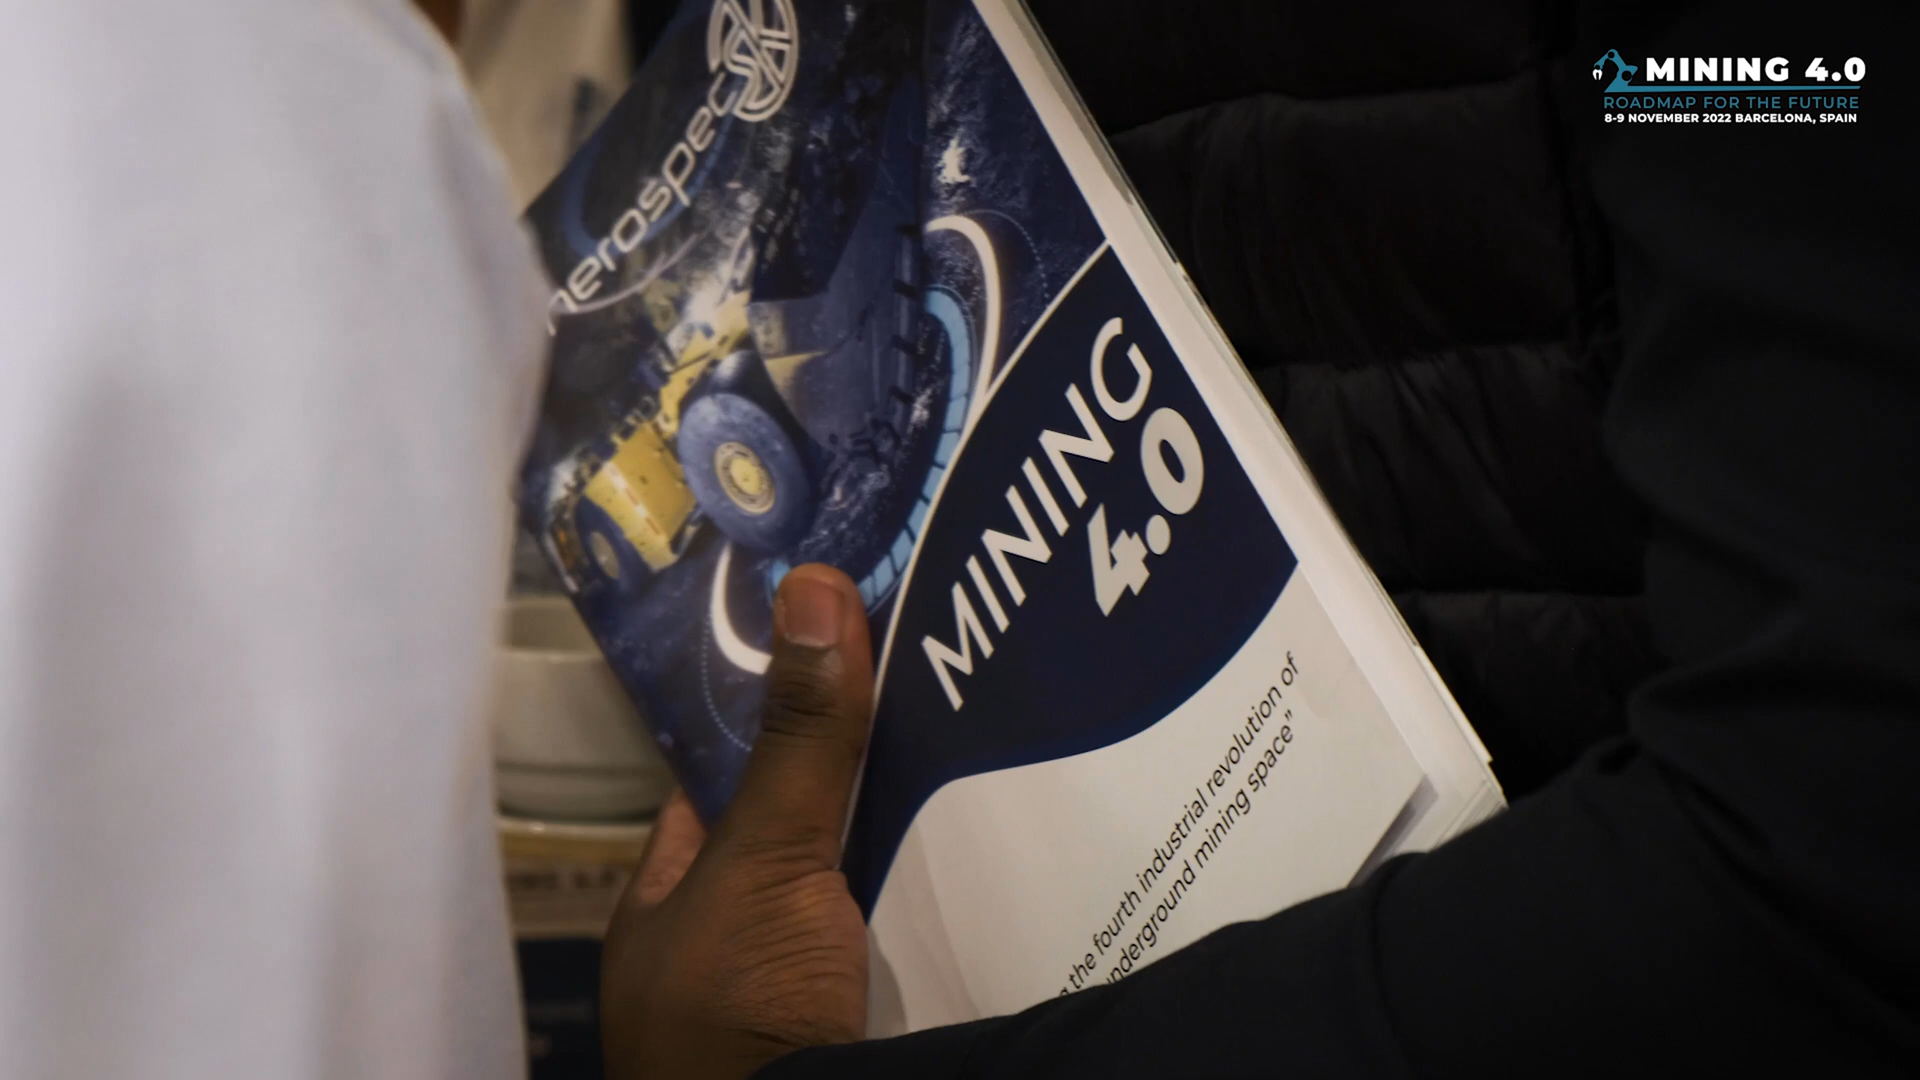 MINING 4.0
ROADMAP FOR THE FUTURE
8-9 NOVEMBER 2022 BARCELONA, SPAIN
nerospec
SK
MINING
4.0
the fourth industrial revolution of
underground mining space"